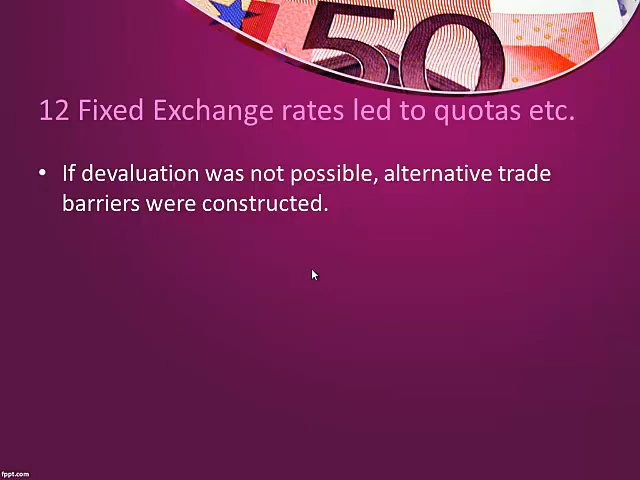 50
12 Fixed Exchange rates led to quotas etc.
• If devaluation was not possible, alternative trade
barriers were constructed.
fppt.com